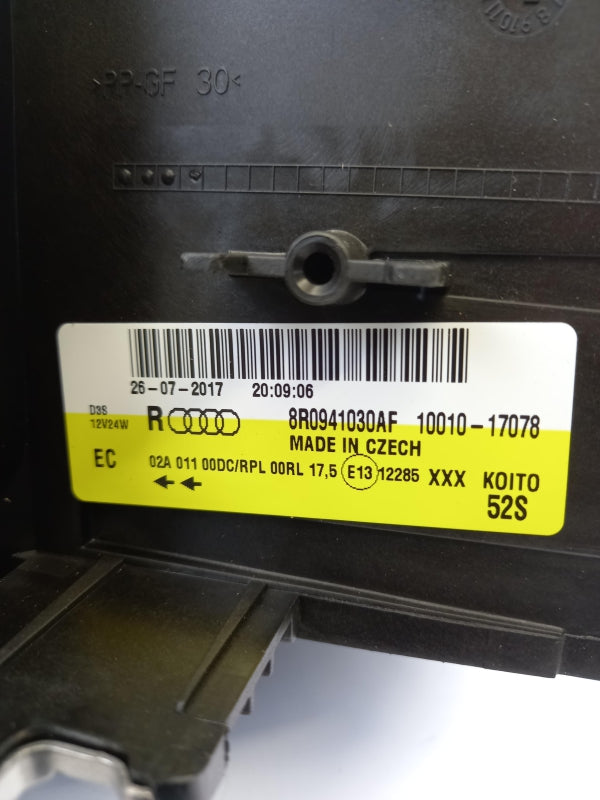 >PP-GF 30<
26-07-2017 20:09:06
D3S
12V24W
R 8R0941030AF 10010-17078
MADE IN CZECH
EC 02A 011 00DC/RPL 00RL 17,5 E13 12285 XXX KOITO
52S